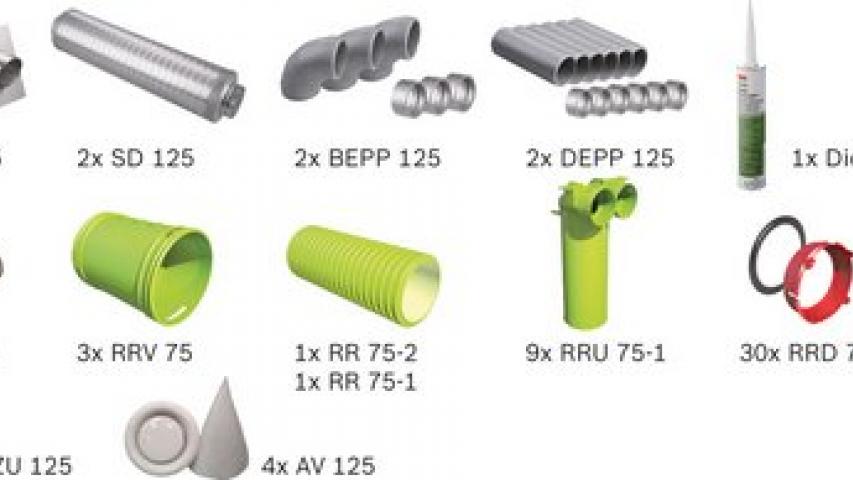 2x SD 125
2x BEPP 125
2x DEPP 125
1x Di
3x RRV 75
1x RR 75-2
1x RR 75-1
9x RRU 75-1
30x RRD 7
ZU 125
4x AV 125